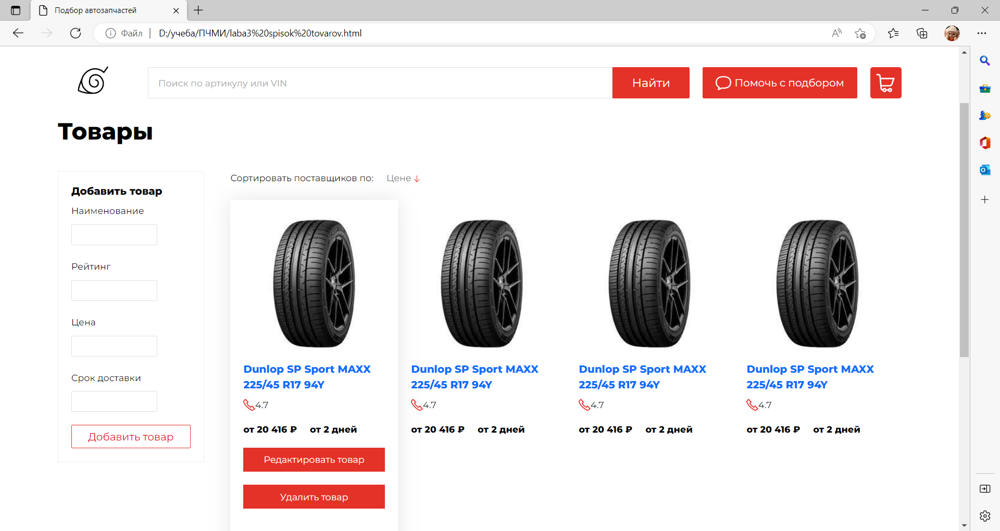 Подбор автозапчастей
Файл
D:/учеба/ПЧМИ/laba3%20spisok%20tovarov.html
Поиск по артикулу или VIN
Найти
Помочь с подбором
Товары
Добавить товар
Наименование
Рейтинг
Цена
Срок доставки
Добавить товар
Сортировать поставщиков по: Цене ↓
Dunlop SP Sport MAXX
225/45 R17 94Y
4.7
от 20 416 ₽ от 2 дней
Редактировать товар
Удалить товар
Dunlop SP Sport MAXX
225/45 R17 94Y
4.7
от 20 416 ₽ от 2 дней
Dunlop SP Sport MAXX
225/45 R17 94Y
4.7
от 20 416 ₽ от 2 дней
Dunlop SP Sport MAXX
225/45 R17 94Y
4.7
от 20 416 ₽ от 2 дней